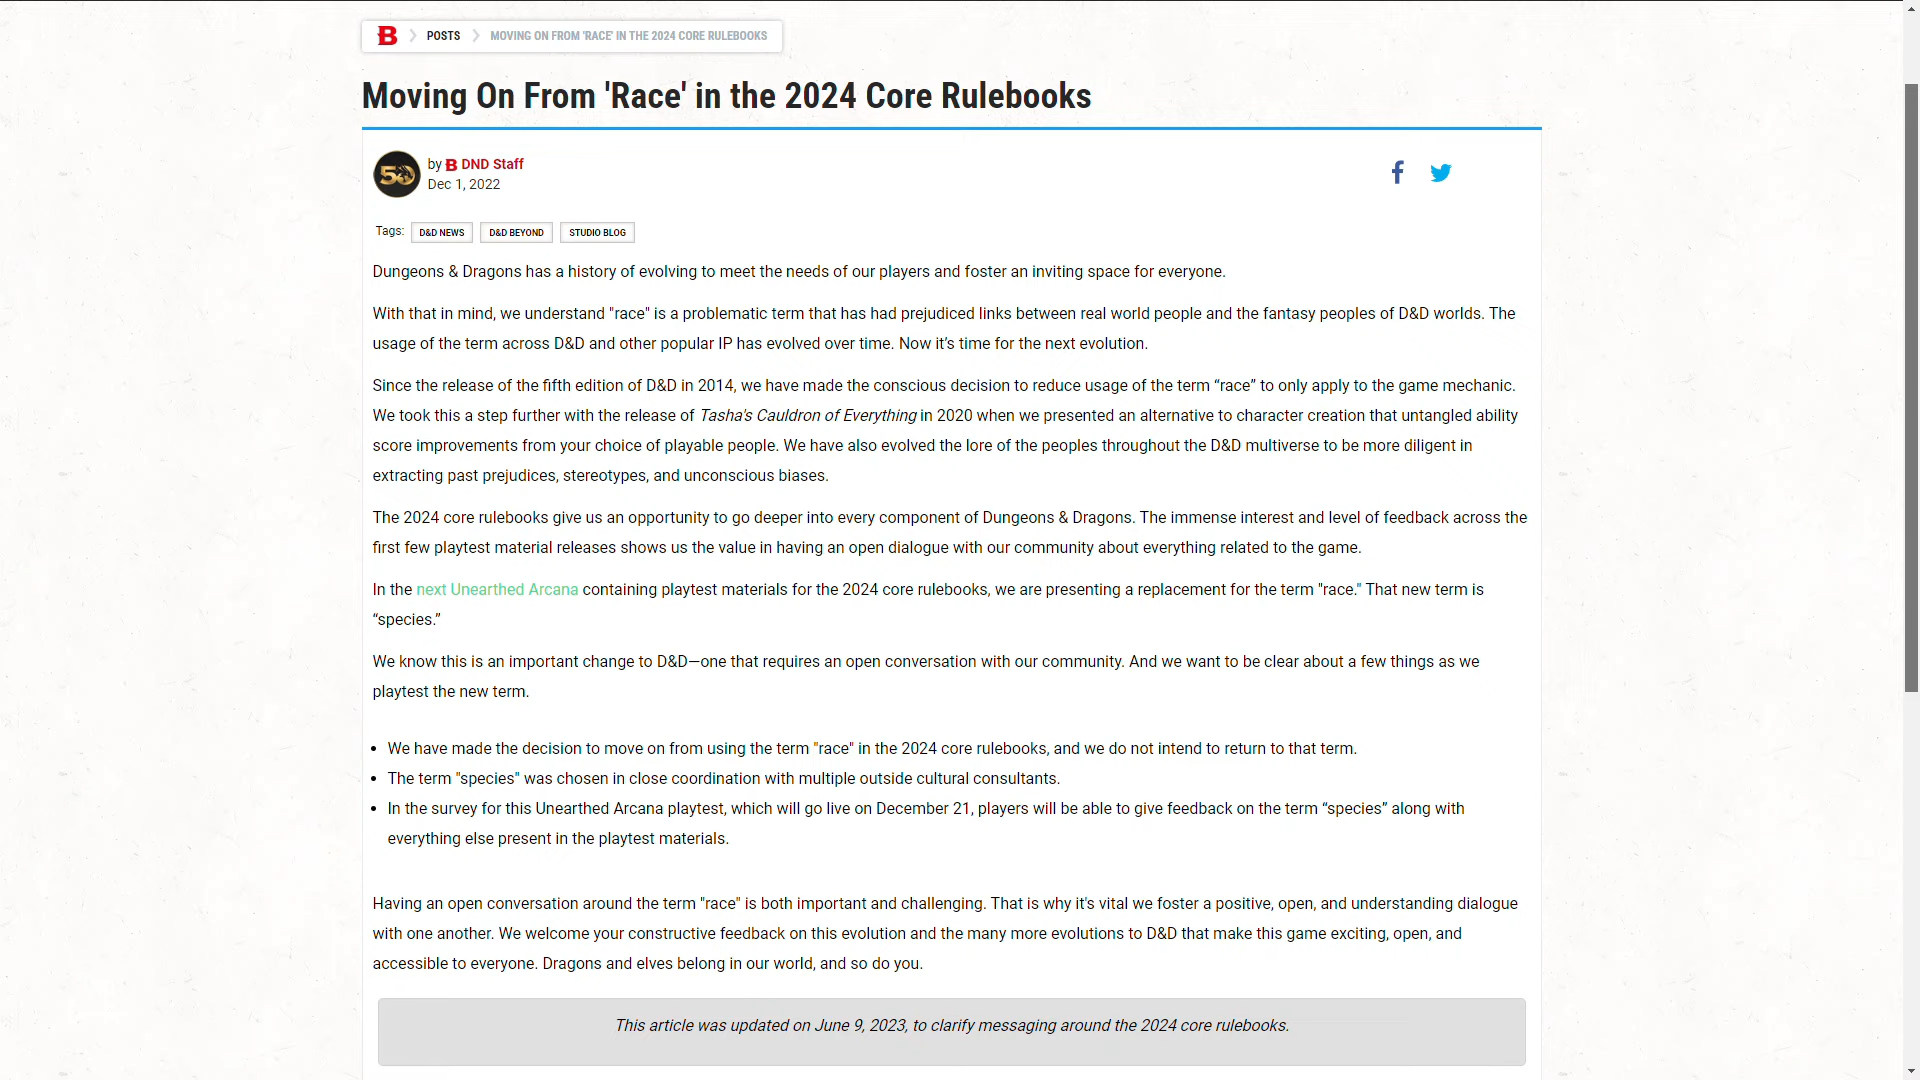 B POSTS MOVING ON FROM 'RACE' IN THE 2024 CORE RULEBOOKS
Moving On From 'Race' in the 2024 Core Rulebooks
by B DND Staff
Dec 1, 2022
Tags: D&D NEWS D&D BEYOND STUDIO BLOG
Dungeons & Dragons has a history of evolving to meet the needs of our players and foster an inviting space for everyone.
With that in mind, we understand "race" is a problematic term that has had prejudiced links between real world people and the fantasy peoples of D&D worlds. The
usage of the term across D&D and other popular IP has evolved over time. Now it’s time for the next evolution.
Since the release of the fifth edition of D&D in 2014, we have made the conscious decision to reduce usage of the term “race” to only apply to the game mechanic.
We took this a step further with the release of Tasha's Cauldron of Everything in 2020 when we presented an alternative to character creation that untangled ability
score improvements from your choice of playable people. We have also evolved the lore of the peoples throughout the D&D multiverse to be more diligent in
extracting past prejudices, stereotypes, and unconscious biases.
The 2024 core rulebooks give us an opportunity to go deeper into every component of Dungeons & Dragons. The immense interest and level of feedback across the
first few playtest material releases shows us the value in having an open dialogue with our community about everything related to the game.
In the next Unearthed Arcana containing playtest materials for the 2024 core rulebooks, we are presenting a replacement for the term "race." That new term is
“species.”
We know this is an important change to D&D—one that requires an open conversation with our community. And we want to be clear about a few things as we
playtest the new term.
• We have made the decision to move on from using the term "race" in the 2024 core rulebooks, and we do not intend to return to that term.
• The term "species" was chosen in close coordination with multiple outside cultural consultants.
• In the survey for this Unearthed Arcana playtest, which will go live on December 21, players will be able to give feedback on the term “species” along with
everything else present in the playtest materials.
Having an open conversation around the term "race" is both important and challenging. That is why it's vital we foster a positive, open, and understanding dialogue
with one another. We welcome your constructive feedback on this evolution and the many more evolutions to D&D that make this game exciting, open, and
accessible to everyone. Dragons and elves belong in our world, and so do you.
This article was updated on June 9, 2023, to clarify messaging around the 2024 core rulebooks.